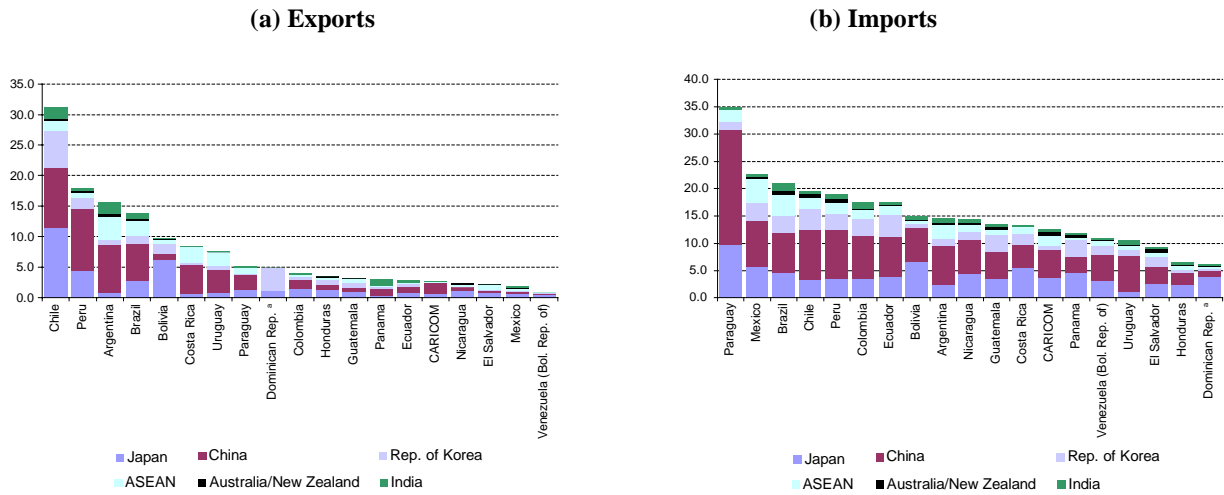 (a) Exports
35.0
30.0
25.0
20.0
15.0
10.0
5.0
0.0
Chile
Peru
Argentina
Brazil
Bolivia
Costa Rica
Uruguay
Paraguay
Dominican Rep. ª
Colombia
Honduras
Guatemala
Panama
Ecuador
CARICOM
Nicaragua
El Salvador
Mexico
Venezuela (Bol. Rep. of)
Japan
China
Rep. of Korea
ASEAN
Australia/New Zealand
India
(b) Imports
40.0
35.0
30.0
25.0
20.0
15.0
10.0
5.0
0.0
Paraguay
Mexico
Brazil
Chile
Peru
Colombia
Ecuador
Bolivia
Argentina
Nicaragua
Guatemala
Costa Rica
CARICOM
Panama
Venezuela (Bol. Rep. of)
Uruguay
El Salvador
Honduras
Dominican Rep. ª
Japan
China
Rep. of Korea
ASEAN
Australia/New Zealand
India